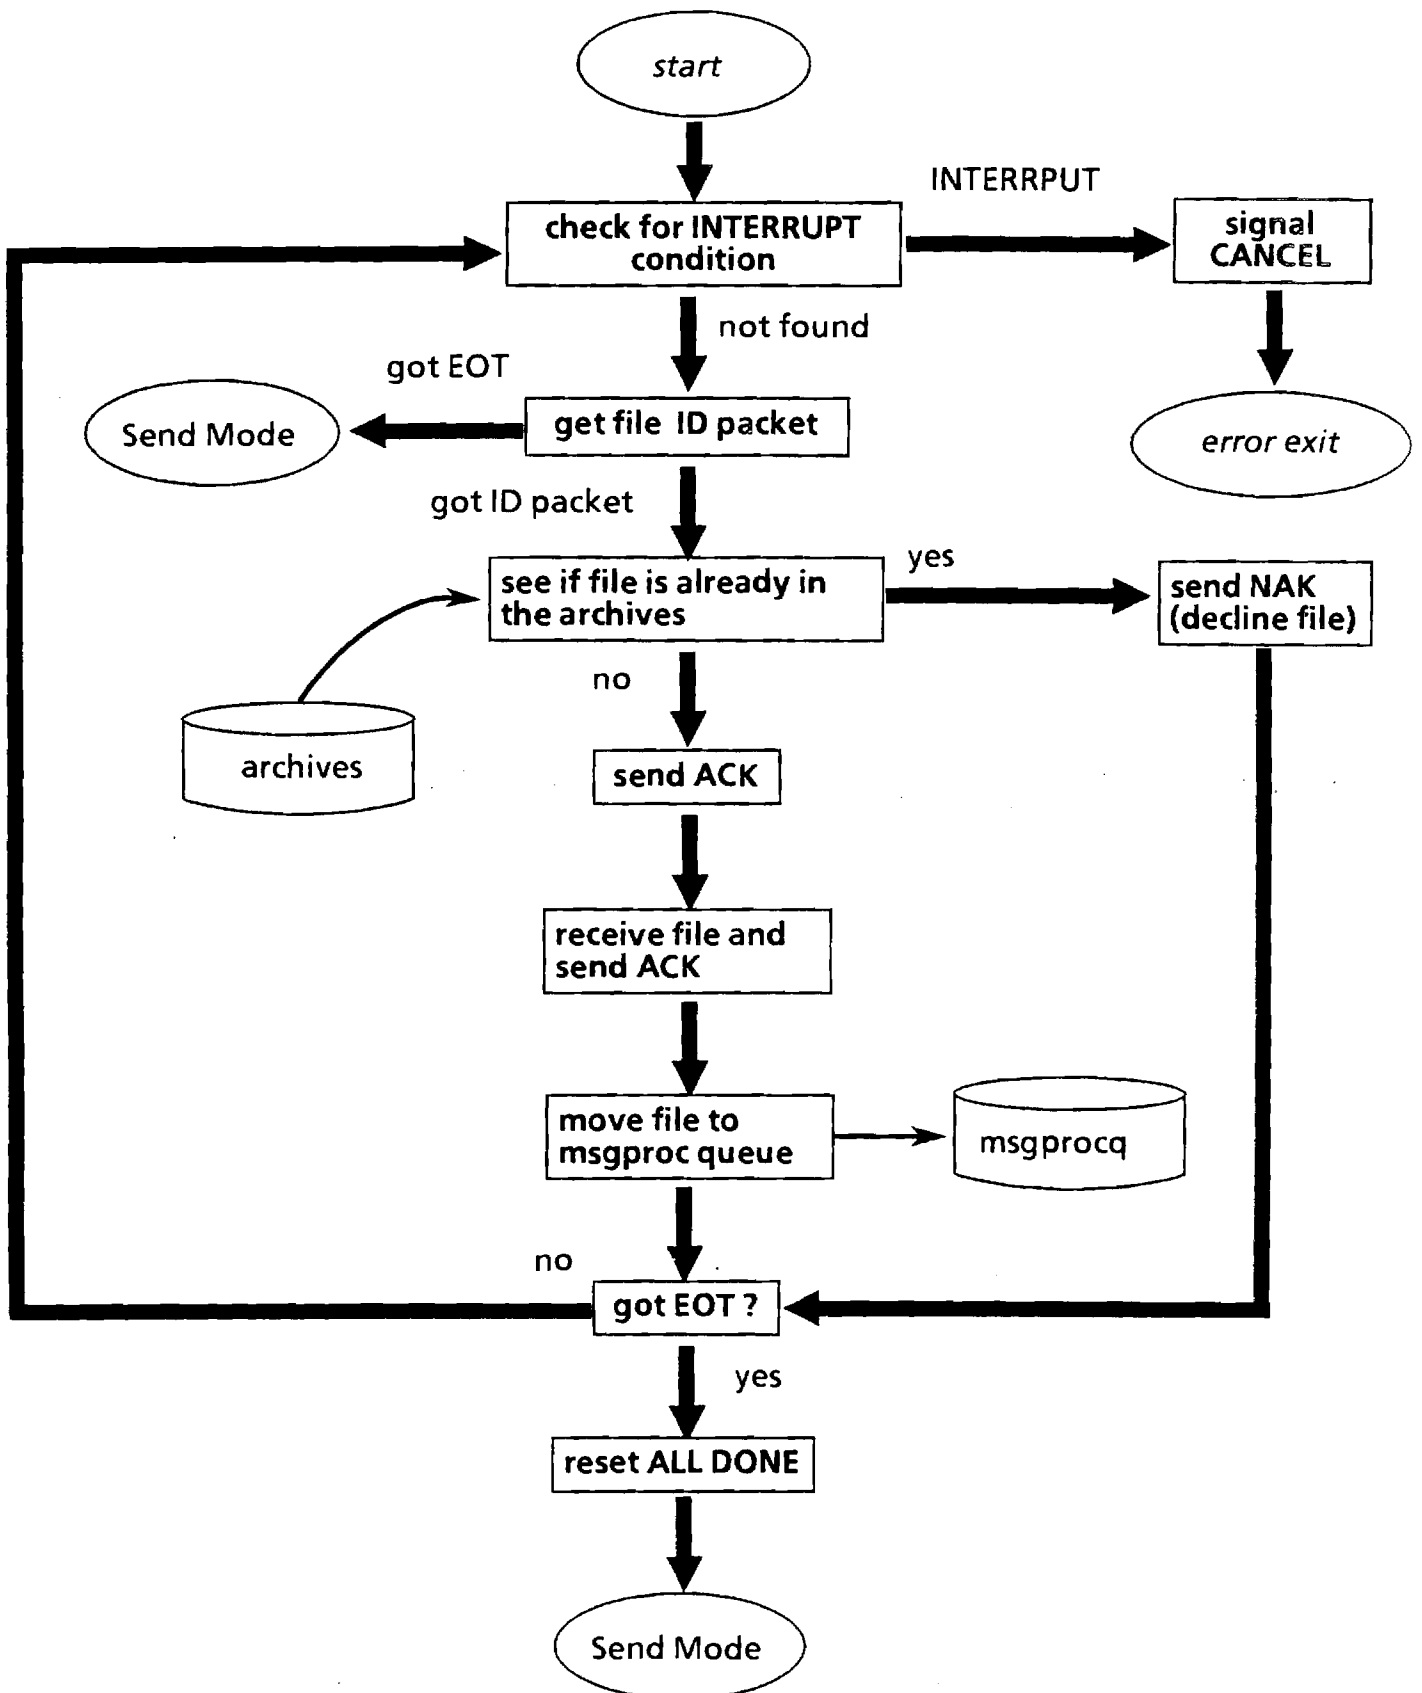 start
INTERRPUT
check for INTERRUPT
condition
signal
CANCEL
not found
got EOT
Send Mode
get file ID packet
error exit
got ID packet
yes
see if file is already in
the archives
send NAK
(decline file)
no
archives
send ACK
receive file and
send ACK
move file to
msgproc queue
msgprocq
no
got EOT ?
yes
reset ALL DONE
Send Mode